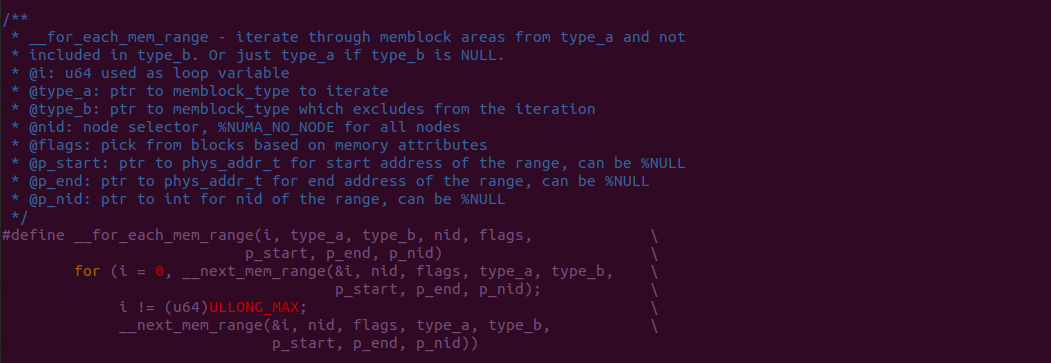 /**
 * __for_each_mem_range - iterate through memblock areas from type_a and not
 * included in type_b. Or just type_a if type_b is NULL.
 * @i: u64 used as loop variable
 * @type_a: ptr to memblock_type to iterate
 * @type_b: ptr to memblock_type which excludes from the iteration
 * @nid: node selector, %NUMA_NO_NODE for all nodes
 * @flags: pick from blocks based on memory attributes
 * @p_start: ptr to phys_addr_t for start address of the range, can be %NULL
 * @p_end: ptr to phys_addr_t for end address of the range, can be %NULL
 * @p_nid: ptr to int for nid of the range, can be %NULL
 */
#define __for_each_mem_range(i, type_a, type_b, nid, flags,             \
                           p_start, p_end, p_nid)                       \
        for (i = 0, __next_mem_range(&i, nid, flags, type_a, type_b,    \
                                     p_start, p_end, p_nid);            \
             i != (u64)ULLONG_MAX;                                      \
             __next_mem_range(&i, nid, flags, type_a, type_b,           \
                              p_start, p_end, p_nid))